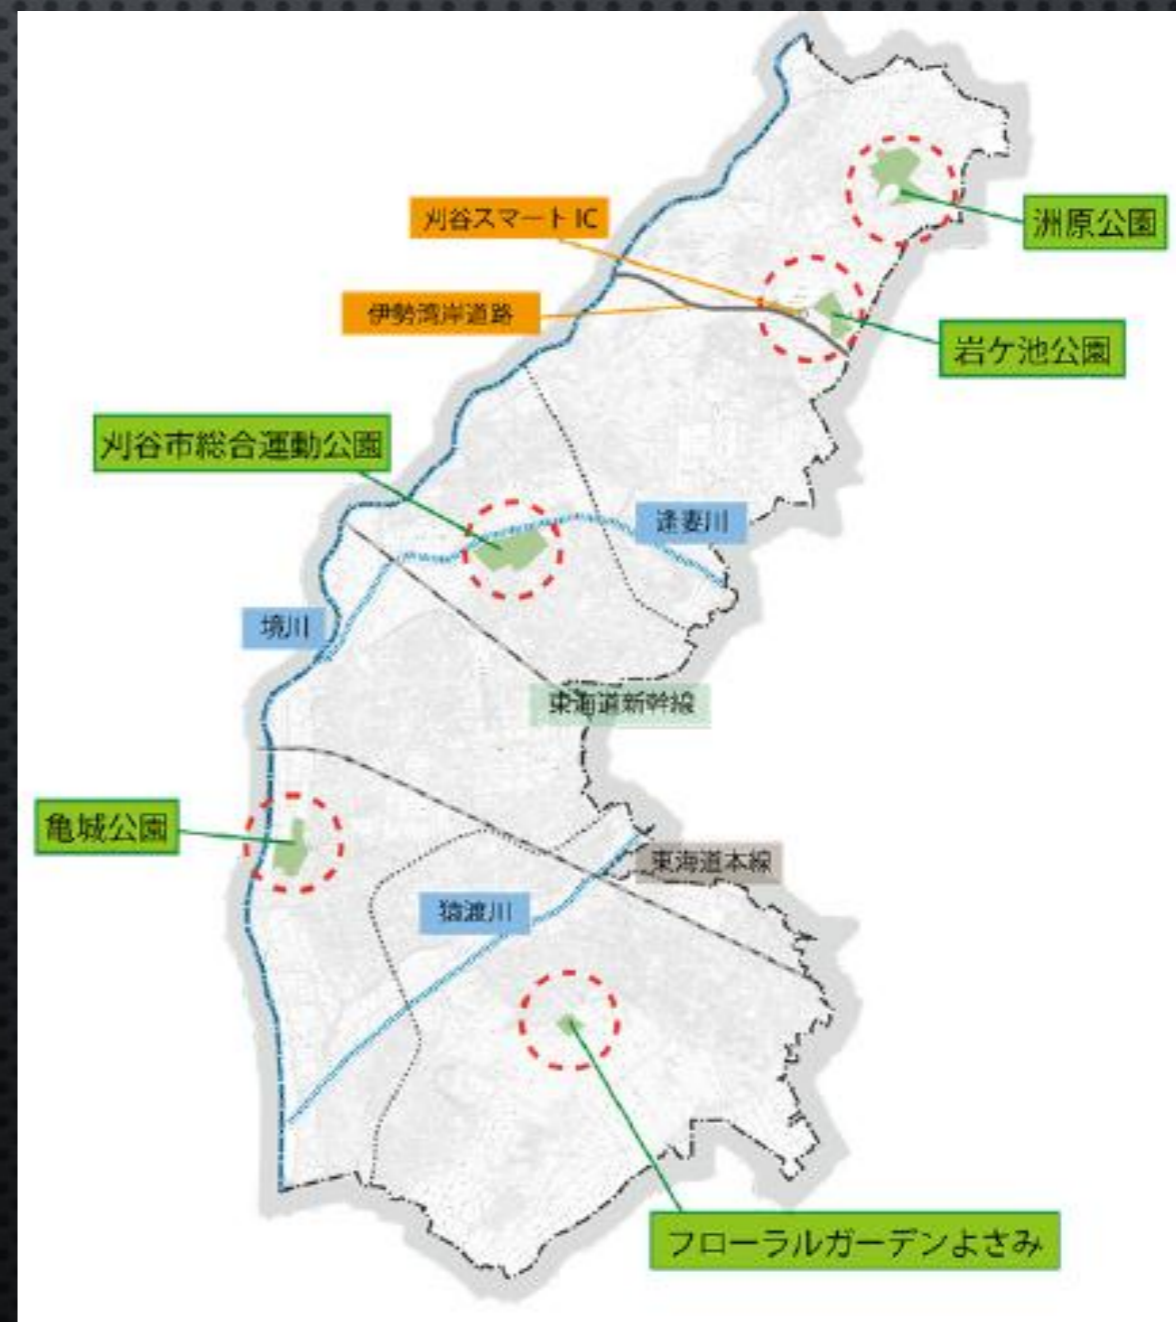 刈谷スマート IC
洲原公園
伊勢湾岸道路
岩ケ池公園
刈谷市総合運動公園
逢妻川
境川
東海道新幹線
亀城公園
東海道本線
猿渡川
フローラルガーデンよさみ